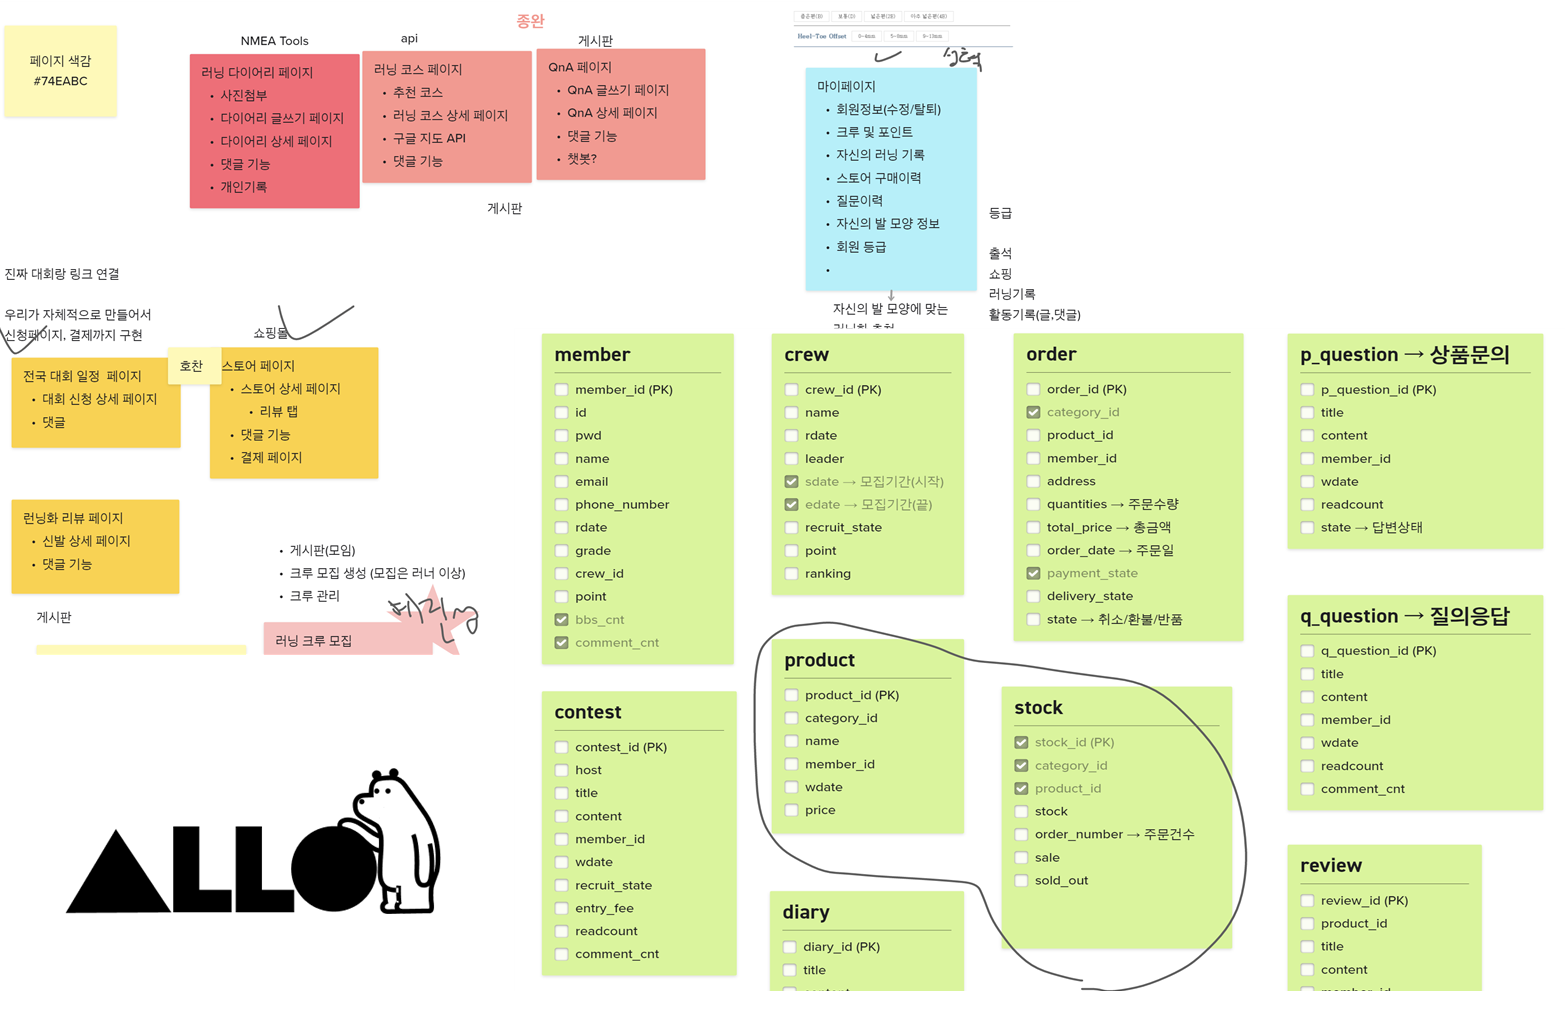 페이지 색감
#74EABC
종완
NMEA Tools
러닝 다이어리 페이지
• 사진첨부
• 다이어리 글쓰기 페이지
• 다이어리 상세 페이지
• 댓글 기능
• 개인기록
api
러닝 코스 페이지
• 추천 코스
• 러닝 코스 상세 페이지
• 구글 지도 API
• 댓글 기능
게시판
QnA 페이지
• QnA 글쓰기 페이지
• QnA 상세 페이지
• 댓글 기능
• 챗봇?
게시판
Heel-Toe Offset
0-4mm
5-8mm
9-13mm
마이페이지
• 회원정보(수정/탈퇴)
• 크루 및 포인트
• 자신의 러닝 기록
• 스토어 구매이력
• 질문이력
• 자신의 발 모양 정보
• 회원 등급
•
자신의 발 모양에 맞는
등급
출석
쇼핑
러닝기록
활동기록(글,댓글)
진짜 대회랑 링크 연결
우리가 자체적으로 만들어서
신청페이지, 결제까지 구현
전국 대회 일정 페이지
• 대회 신청 상세 페이지
• 댓글
호찬
쇼핑몰
스토어 페이지
• 스토어 상세 페이지
• 리뷰 탭
• 댓글 기능
• 결제 페이지
런닝화 리뷰 페이지
• 신발 상세 페이지
• 댓글 기능
게시판
• 게시판(모임)
• 크루 모집 생성 (모집은 러너 이상)
• 크루 관리
러닝 크루 모집
ALLO
member
member_id (PK)
id
pwd
name
email
phone_number
rdate
grade
crew_id
point
bbs_cnt
comment_cnt
contest
contest_id (PK)
host
title
content
member_id
wdate
recruit_state
entry_fee
readcount
comment_cnt
crew
crew_id (PK)
name
rdate
leader
sdate → 모집기간(시작)
edate → 모집기간(끝)
recruit_state
point
ranking
product
product_id (PK)
category_id
name
member_id
wdate
price
diary
diary_id (PK)
title
order
order_id (PK)
category_id
product_id
member_id
address
quantities → 주문수량
total_price → 총금액
order_date → 주문일
payment_state
delivery_state
state → 취소/환불/반품
stock
stock_id (PK)
category_id
product_id
stock
order_number → 주문건수
sale
sold_out
p_question → 상품문의
p_question_id (PK)
title
content
member_id
wdate
readcount
state → 답변상태
q_question → 질의응답
q_question_id (PK)
title
content
member_id
wdate
readcount
comment_cnt
review
review_id (PK)
product_id
title
content